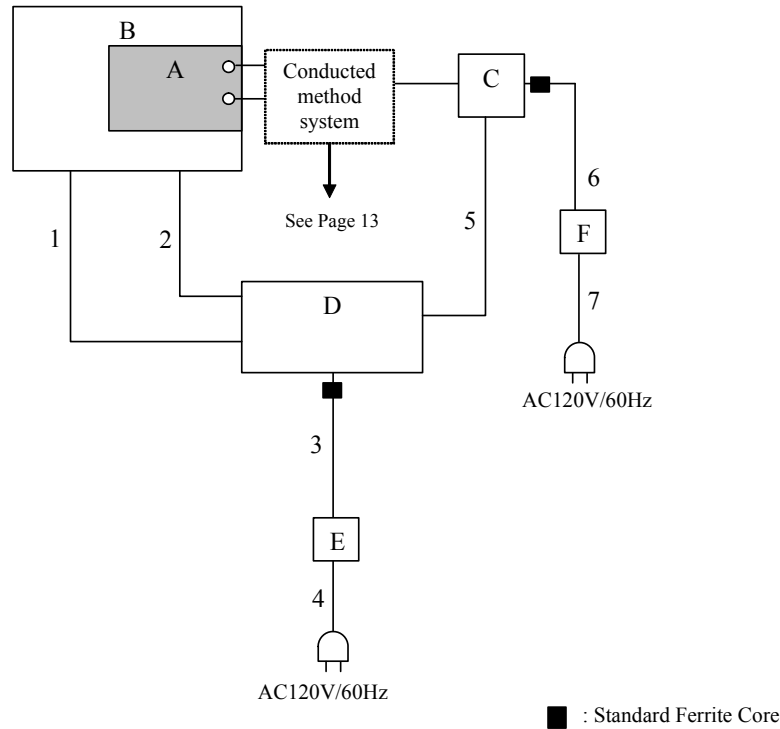 B
A
Conducted
method
system
C
See Page 13
6
F
5
1
2
7
D
AC120V/60Hz
3
E
4
AC120V/60Hz
: Standard Ferrite Core